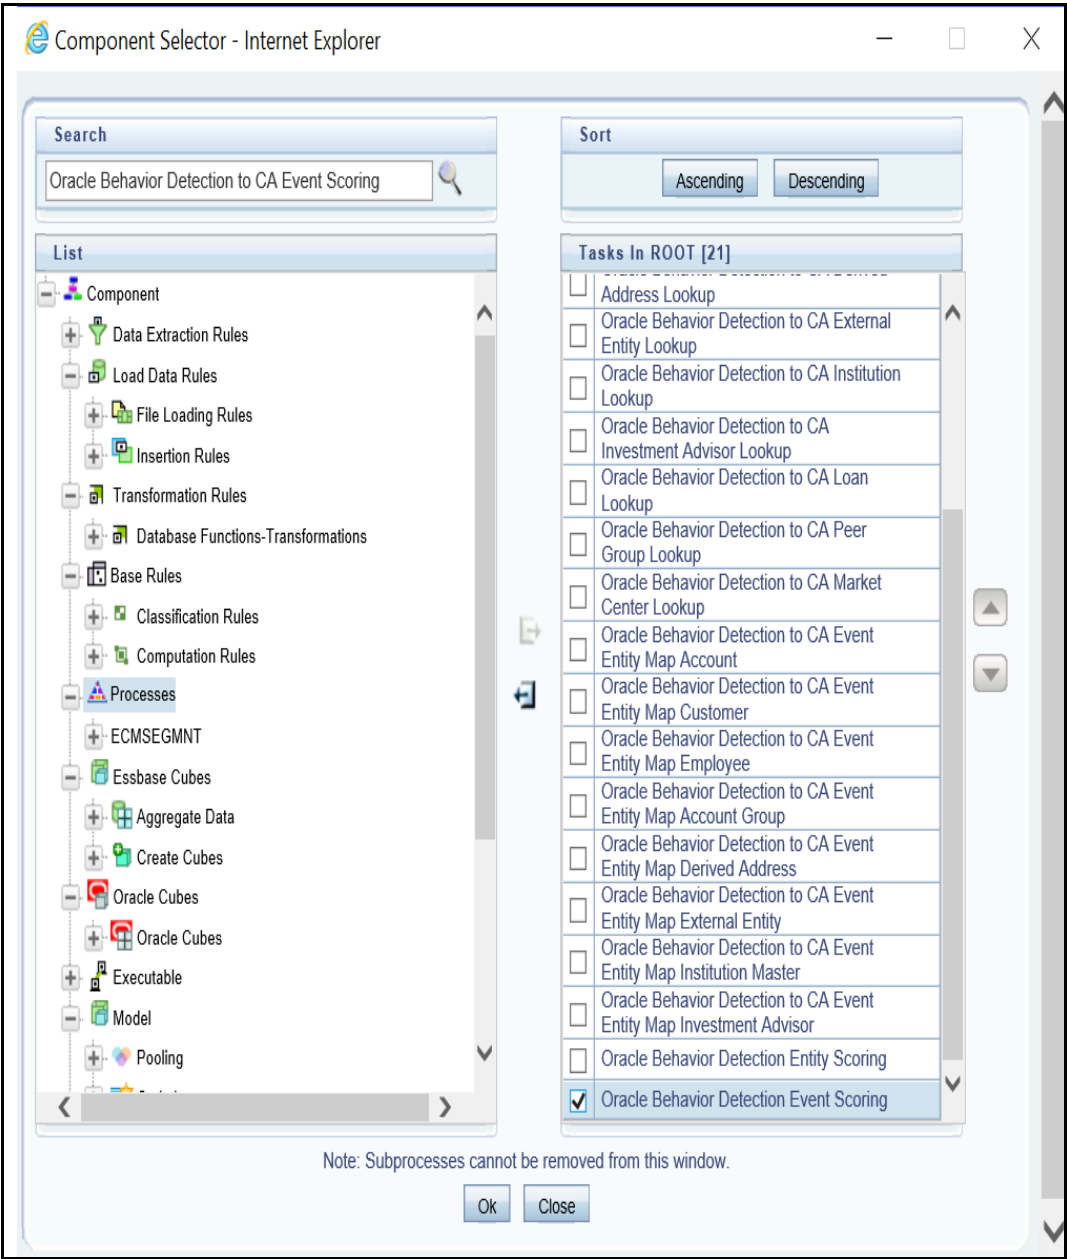 Component Selector - Internet Explorer
Search
Oracle Behavior Detection to CA Event Scoring
Sort
Ascending
Descending
List
Component
Data Extraction Rules
Load Data Rules
File Loading Rules
Insertion Rules
Transformation Rules
Database Functions-Transformations
Base Rules
Classification Rules
Computation Rules
Processes
ECMSEGMNT
Essbase Cubes
Aggregate Data
Create Cubes
Oracle Cubes
Oracle Cubes
Executable
Model
Pooling
Tasks In ROOT [21]
Address Lookup
Oracle Behavior Detection to CA External
Entity Lookup
Oracle Behavior Detection to CA Institution
Lookup
Oracle Behavior Detection to CA
Investment Advisor Lookup
Oracle Behavior Detection to CA Loan
Lookup
Oracle Behavior Detection to CA Peer
Group Lookup
Oracle Behavior Detection to CA Market
Center Lookup
Oracle Behavior Detection to CA Event
Entity Map Account
Oracle Behavior Detection to CA Event
Entity Map Customer
Oracle Behavior Detection to CA Event
Entity Map Employee
Oracle Behavior Detection to CA Event
Entity Map Account Group
Oracle Behavior Detection to CA Event
Entity Map Derived Address
Oracle Behavior Detection to CA Event
Entity Map External Entity
Oracle Behavior Detection to CA Event
Entity Map Institution Master
Oracle Behavior Detection to CA Event
Entity Map Investment Advisor
Oracle Behavior Detection Entity Scoring
Oracle Behavior Detection Event Scoring
Note: Subprocesses cannot be removed from this window.
Ok
Close